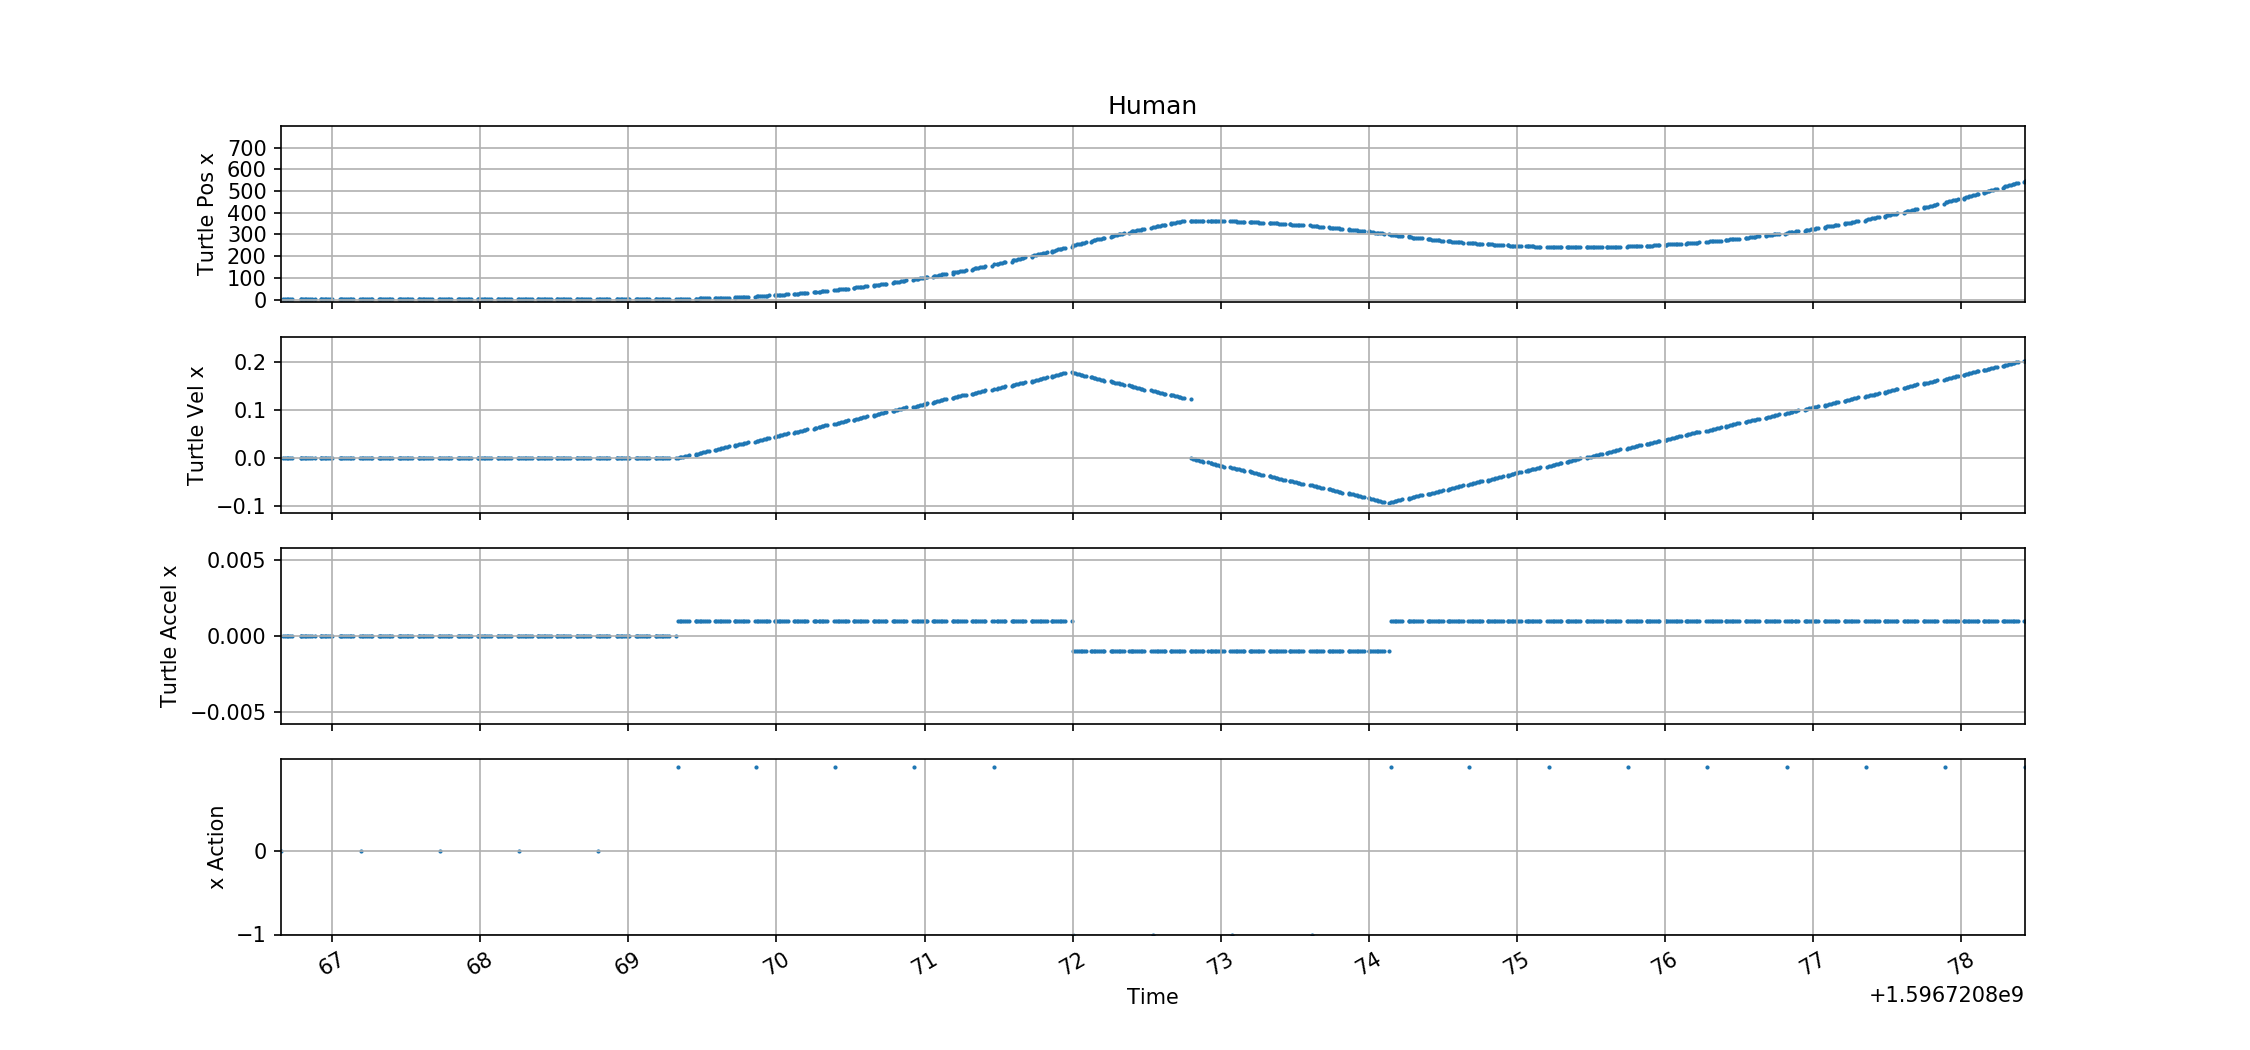 Human
Turtle Pos x
700
600
500
400
300
200
100
0
Turtle Vel x
0.2
0.1
0.0
−0.1
Turtle Accel x
0.005
0.000
−0.005
x Action
0
−1
67 68 69 70 71 72 73 74 75 76 77 78
Time
+1.5967208e9